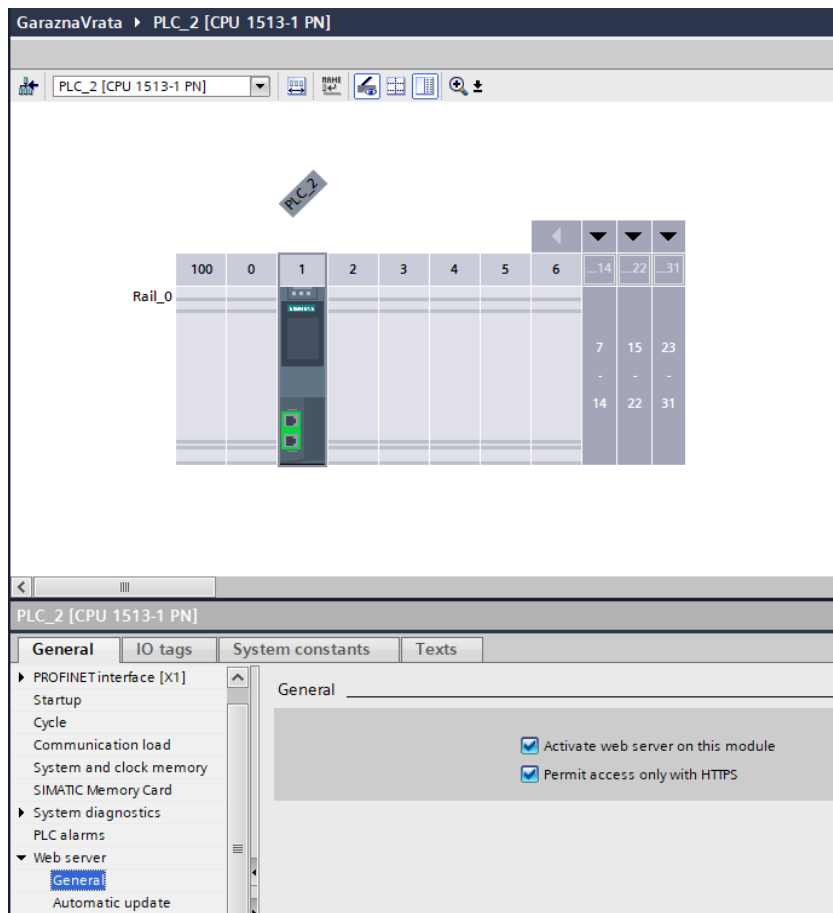 GaraznaVrata ▸ PLC_2 [CPU 1513-1 PN]
PLC_2 [CPU 1513-1 PN]
NAME
PLC_2
100 0 1 2 3 4 5 6 ...14 ...22 ...31
Rail_0
SIEMENS
7 15 23
- - -
14 22 31
PLC_2 [CPU 1513-1 PN]
General IO tags System constants Texts
PROFINET interface [X1]
Startup
Cycle
Communication load
System and clock memory
SIMATIC Memory Card
System diagnostics
PLC alarms
Web server
General
Automatic update
General
Activate web server on this module
Permit access only with HTTPS